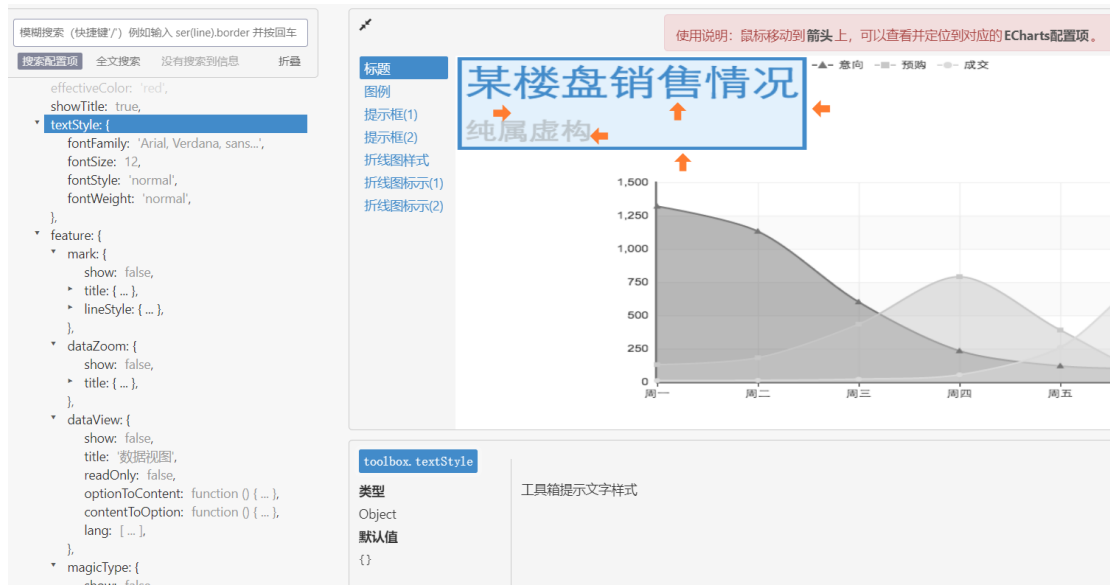 模糊搜索（快捷键'/'）例如输入 ser(line).border 并按回车
搜索配置项 全文搜索 没有搜索到信息 折叠
effectiveColor: 'red',
showTitle: true,
textStyle: {
fontFamily: 'Arial, Verdana, sans...',
fontSize: 12,
fontStyle: 'normal',
fontWeight: 'normal',
},
feature: {
mark: {
show: false,
title: { ... },
lineStyle: { ... },
},
dataZoom: {
show: false,
title: { ... },
},
dataView: {
show: false,
title: '数据视图',
readOnly: false,
optionToContent: function () { ... },
contentToOption: function () { ... },
lang: [ ... ],
},
magicType: {
show: false
使用说明：鼠标移动到箭头上，可以查看并定位到对应的ECharts配置项。
标题
图例
提示框(1)
提示框(2)
折线图样式
折线图标示(1)
折线图标示(2)
某楼盘销售情况
纯属虚构
意向 预购 成交
1,500
1,250
1,000
750
500
250
0
周一 周二 周三 周四 周五
toolbox.textStyle
类型
Object
默认值
{}
工具箱提示文字样式